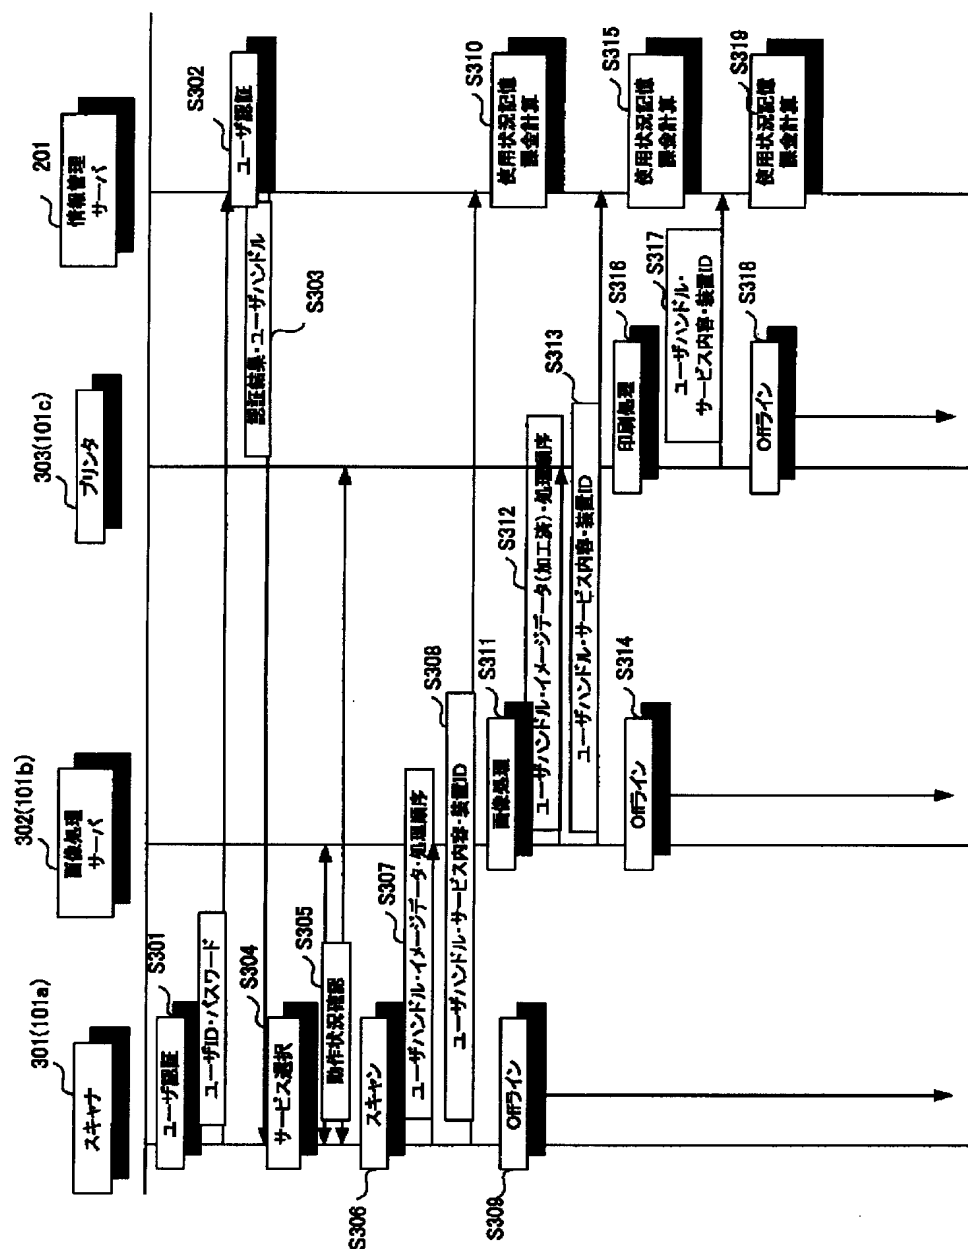 301(101a)
スキャナ
302(101b)
画像処理
サーバ
303(101c)
プリンタ
201
情報管理
サーバ
S301
ユーザ認証
ユーザID・パスワード
S302
ユーザ認証
認証結果・ユーザハンドル
S303
S304
サービス選択
S305
動作状況確認
S306
スキャン
S307
ユーザハンドル・イメージデータ・処理順序
S308
ユーザハンドル・サービス内容・装置ID
S309
Offライン
S310
使用状況記憶
課金計算
S311
画像処理
S312
ユーザハンドル・イメージデータ(加工済)・処理順序
S313
ユーザハンドル・サービス内容・装置ID
S314
Offライン
S315
使用状況記憶
課金計算
S316
印刷処理
S317
ユーザハンドル・
サービス内容・装置ID
S318
Offライン
S319
使用状況記憶
課金計算